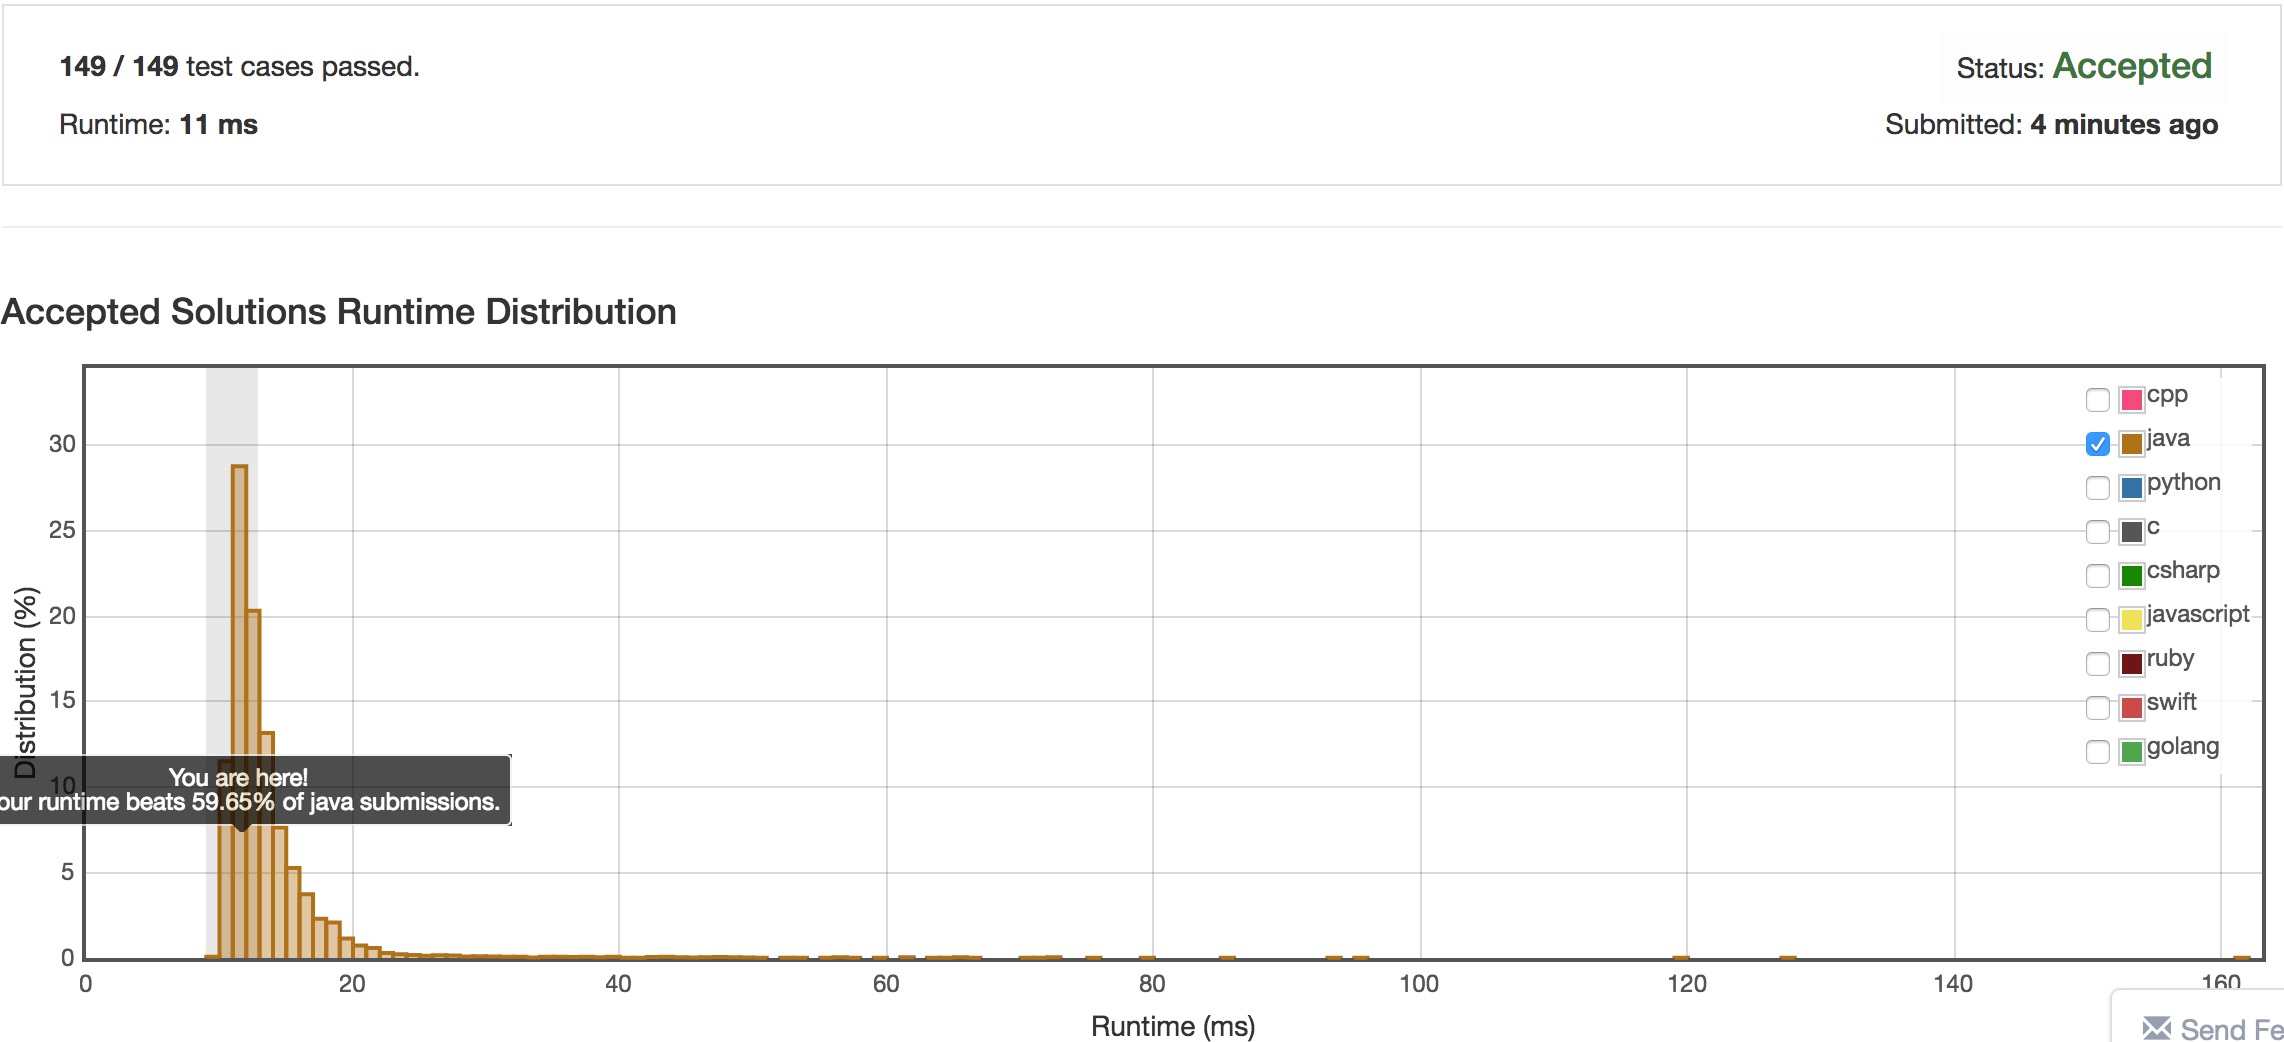 149 / 149 test cases passed.
Status: Accepted
Runtime: 11 ms
Submitted: 4 minutes ago
Accepted Solutions Runtime Distribution
cpp
java
python
c
csharp
javascript
ruby
swift
golang
30
25
20
15
10
5
0
Distribution (%)
You are here!
our runtime beats 59.65% of java submissions.
0
20
40
60
80
100
120
140
160
Runtime (ms)
Send Fe